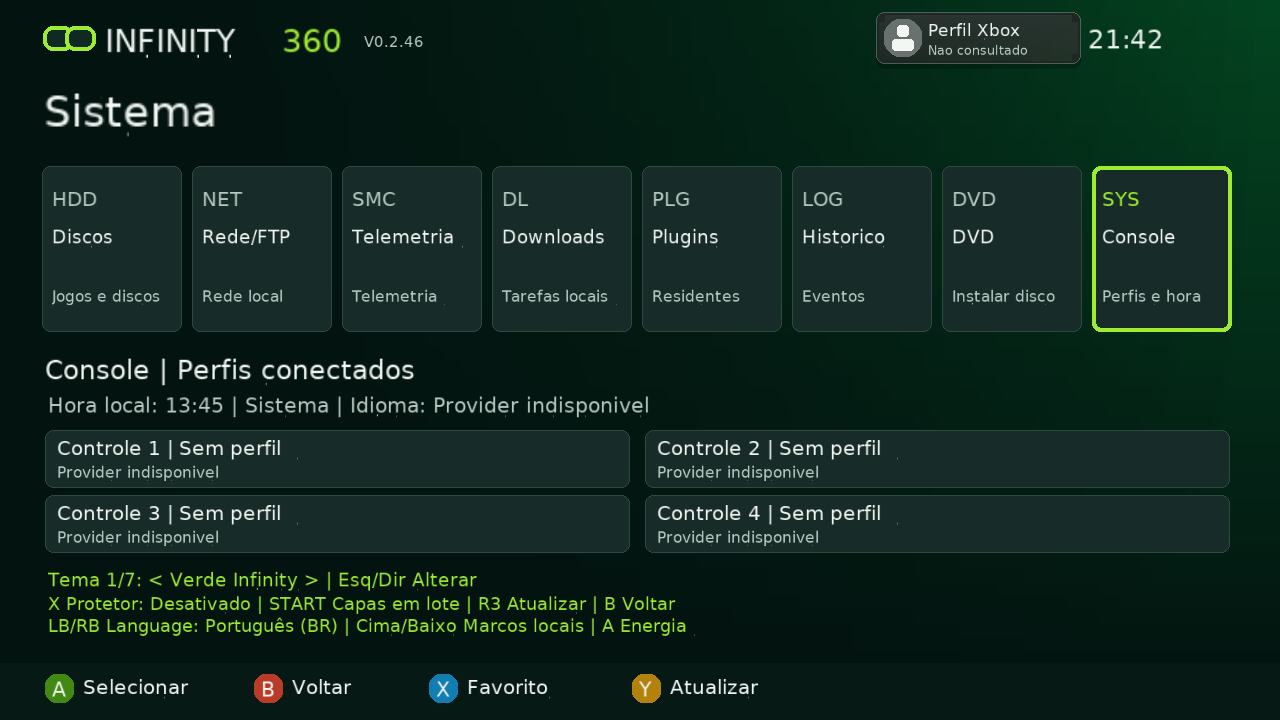 INFINITY 360 V0.2.46
Perfil Xbox
Nao consultado
21:42
Sistema
HDD
Discos
Jogos e discos
NET
Rede/FTP
Rede local
SMC
Telemetria
Telemetria
DL
Downloads
Tarefas locais
PLG
Plugins
Residentes
LOG
Historico
Eventos
DVD
DVD
Instalar disco
SYS
Console
Perfis e hora
Console | Perfis conectados
Hora local: 13:45 | Sistema | Idioma: Provider indisponivel
Controle 1 | Sem perfil
Provider indisponivel
Controle 2 | Sem perfil
Provider indisponivel
Controle 3 | Sem perfil
Provider indisponivel
Controle 4 | Sem perfil
Provider indisponivel
Tema 1/7: < Verde Infinity > | Esq/Dir Alterar
X Protetor: Desativado | START Capas em lote | R3 Atualizar | B Voltar
LB/RB Language: Português (BR) | Cima/Baixo Marcos locais | A Energia
A Selecionar B Voltar X Favorito Y Atualizar